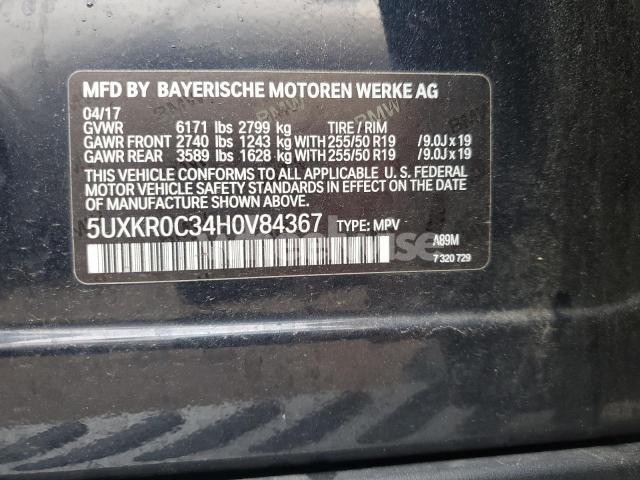 MFD BY BAYERISCHE MOTOREN WERKE AG
04/17
GVWR 6171 lbs 2799 kg TIRE / RIM
GAWR FRONT 2740 lbs 1243 kg WITH 255/50 R19 /9.0J x 19
GAWR REAR 3589 lbs 1628 kg WITH 255/50 R19 /9.0J x 19
THIS VEHICLE CONFORMS TO ALL APPLICABLE U. S. FEDERAL
MOTOR VEHICLE SAFETY STANDARDS IN EFFECT ON THE DATE
OF MANUFACTURE SHOWN ABOVE.
5UXKR0C34H0V84367 TYPE: MPV
A89M
7 320 729